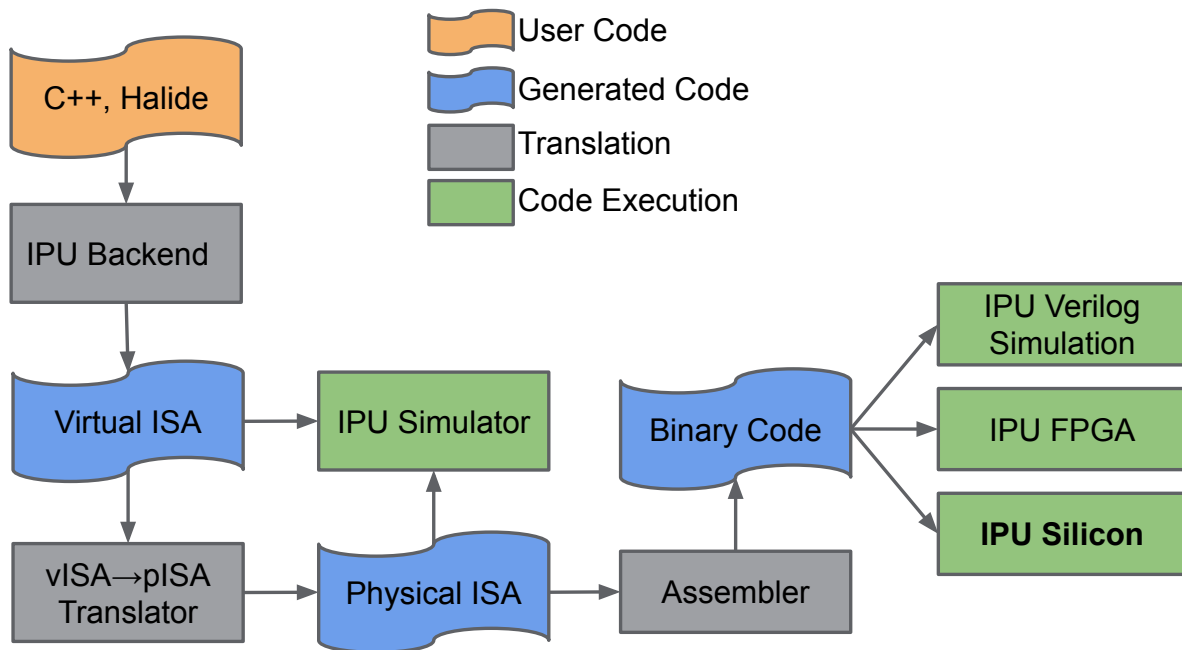 User Code
C++, Halide
Generated Code
Translation
Code Execution
IPU Backend
IPU Verilog
Simulation
Virtual ISA
IPU Simulator
Binary Code
IPU FPGA
IPU Silicon
vISA→pISA
Translator
Physical ISA
Assembler